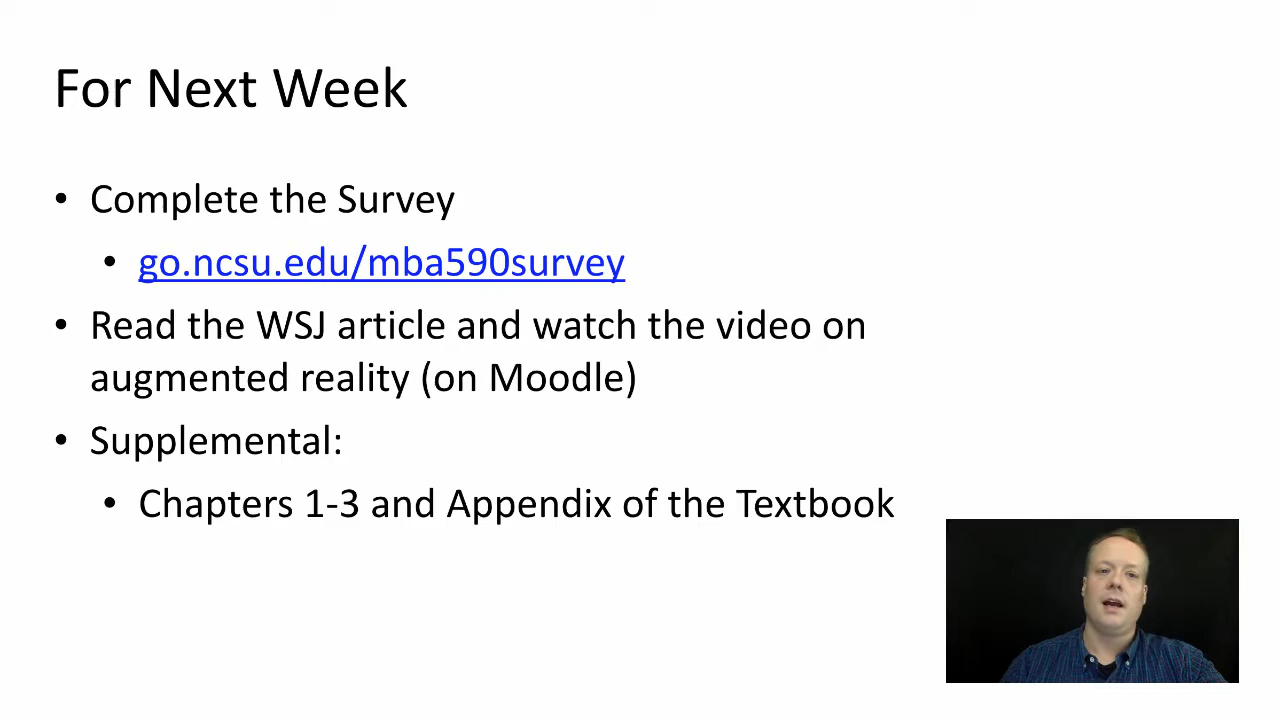 For Next Week
• Complete the Survey
• go.ncsu.edu/mba590survey
• Read the WSJ article and watch the video on
augmented reality (on Moodle)
• Supplemental:
• Chapters 1-3 and Appendix of the Textbook